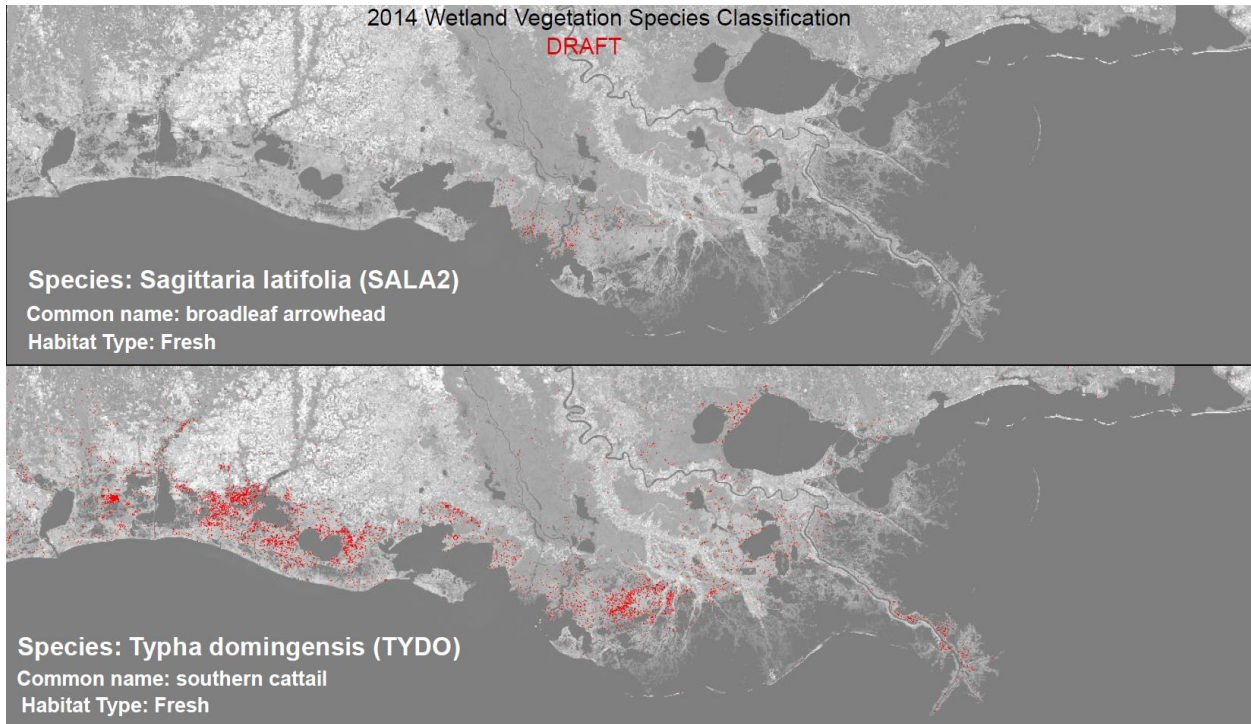 2014 Wetland Vegetation Species Classification
DRAFT
Species: Sagittaria latifolia (SALA2)
Common name: broadleaf arrowhead
Habitat Type: Fresh
Species: Typha domingensis (TYDO)
Common name: southern cattail
Habitat Type: Fresh